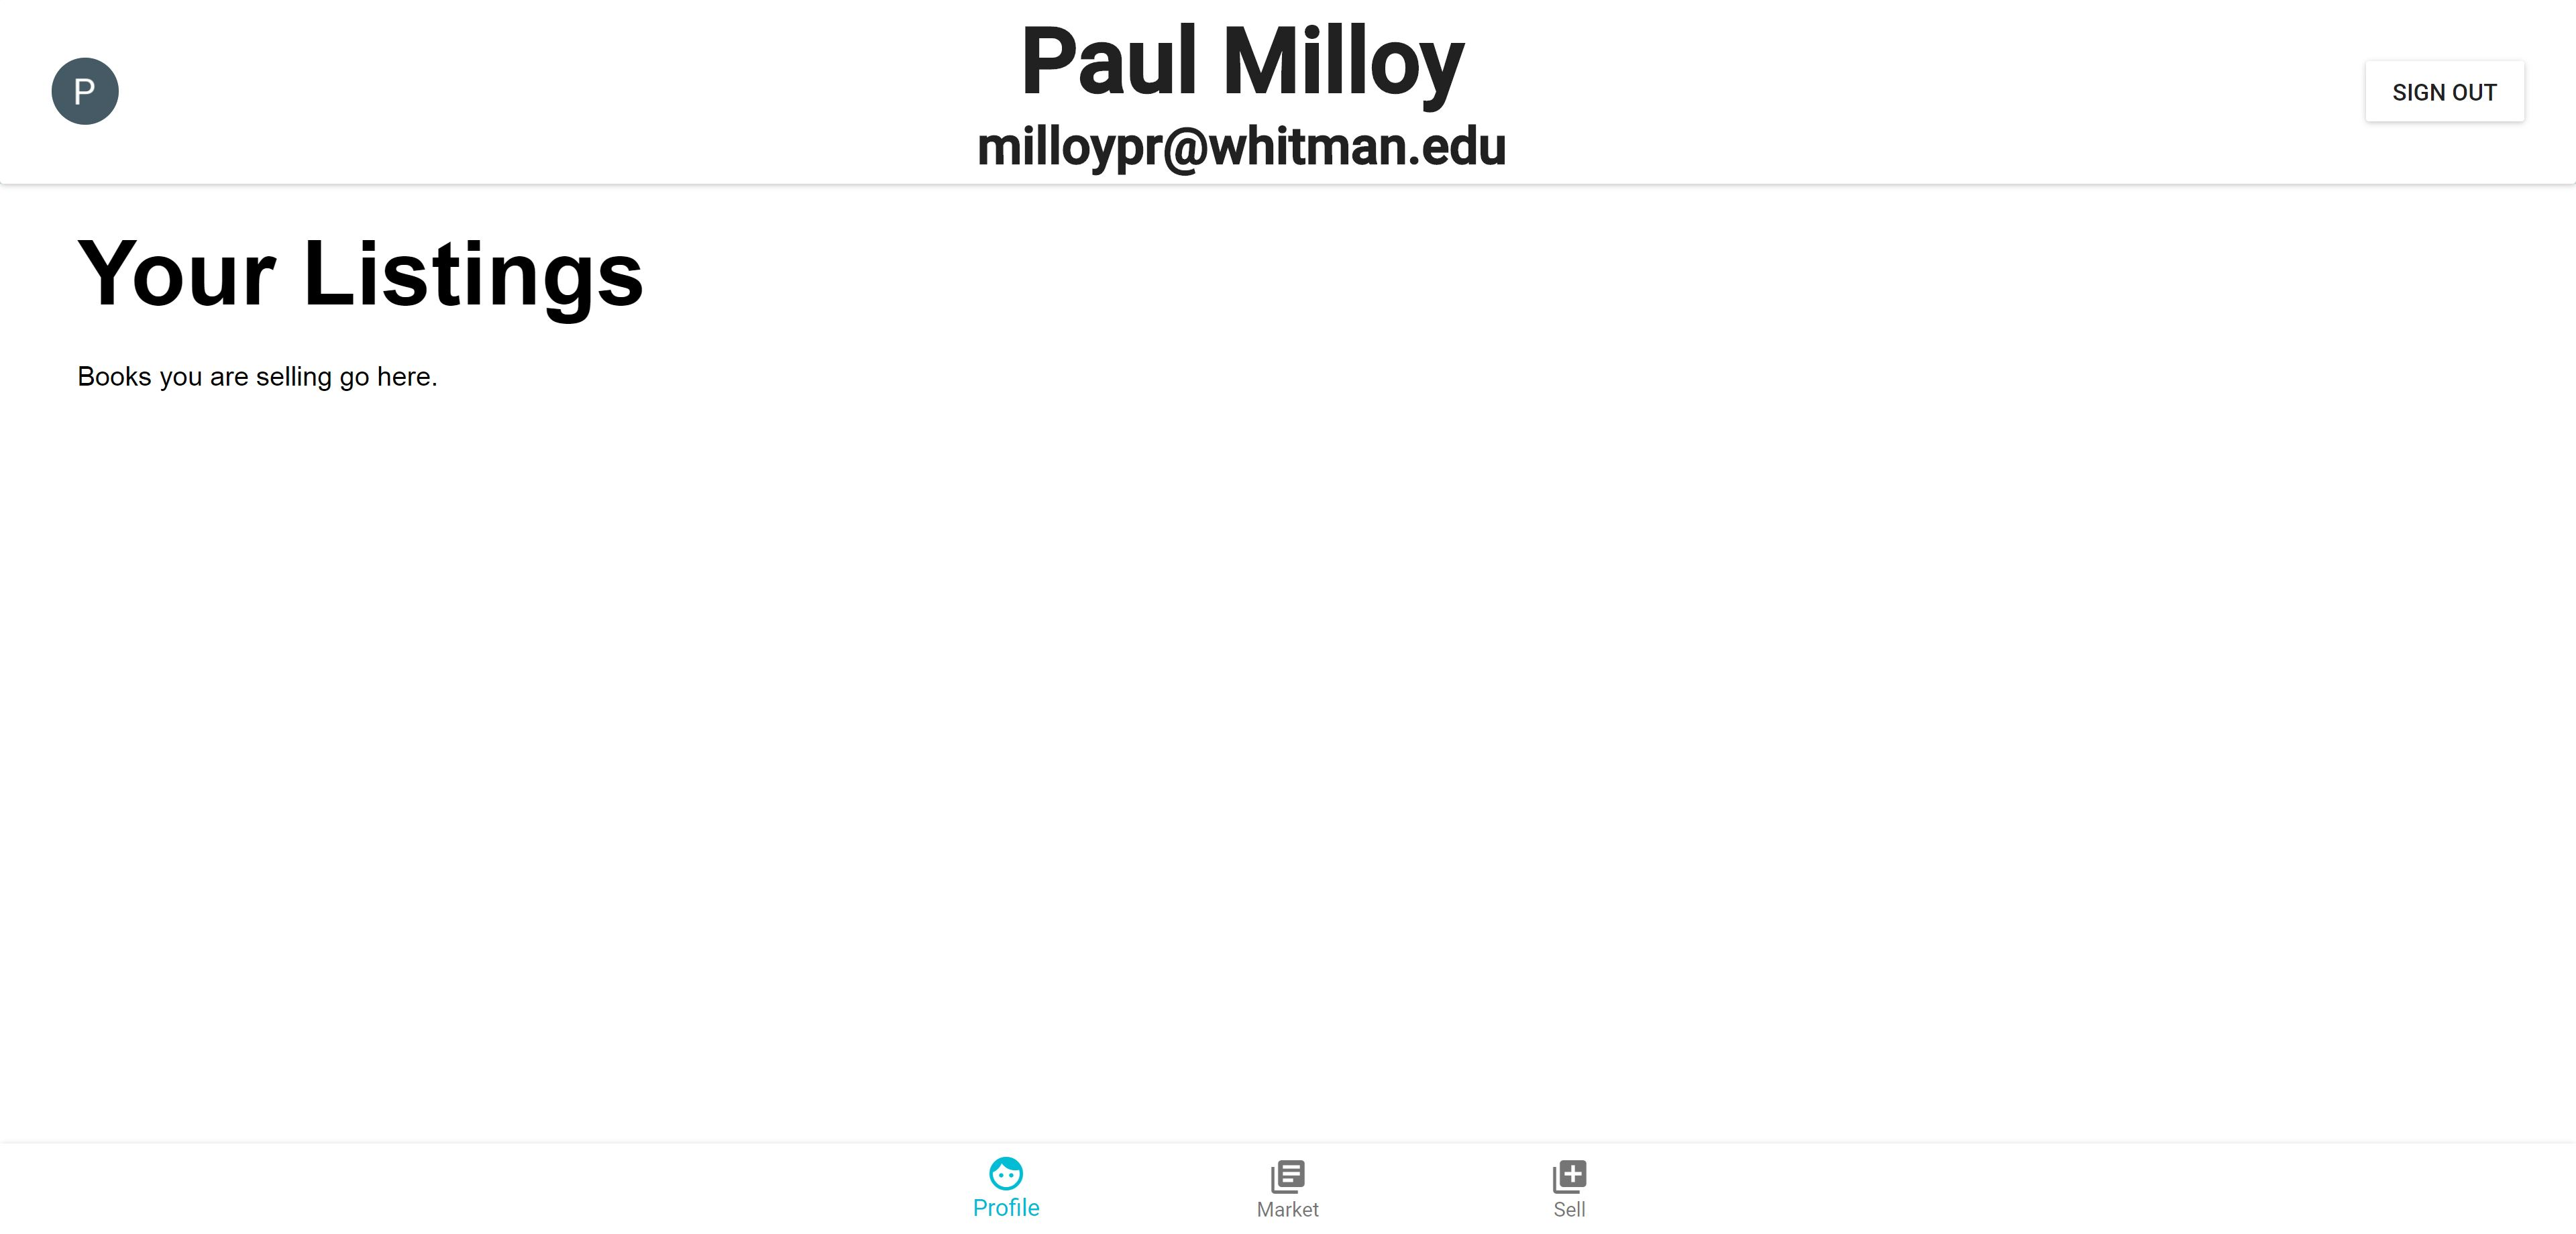 P
Paul Milloy
milloypr@whitman.edu
SIGN OUT
Your Listings
Books you are selling go here.
Profile
Market
Sell